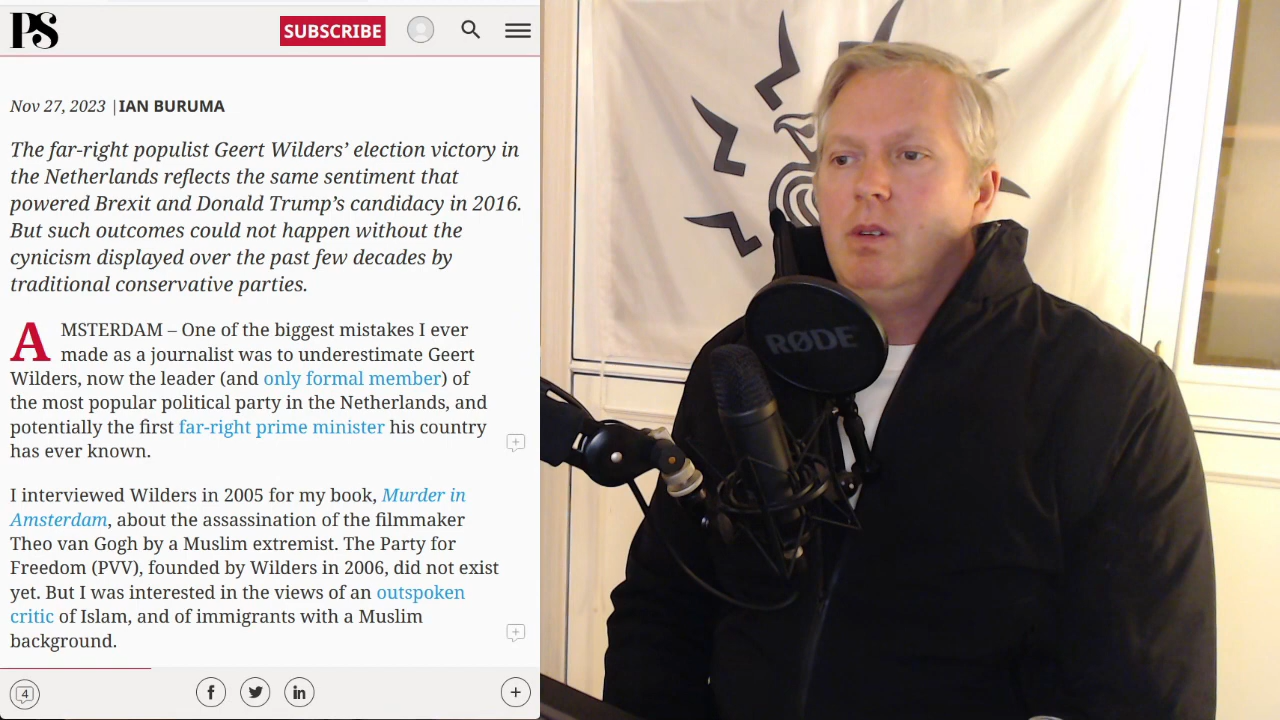 PS
SUBSCRIBE
Nov 27, 2023 | IAN BURUMA
The far-right populist Geert Wilders’ election victory in
the Netherlands reflects the same sentiment that
powered Brexit and Donald Trump’s candidacy in 2016.
But such outcomes could not happen without the
cynicism displayed over the past few decades by
traditional conservative parties.
AMSTERDAM – One of the biggest mistakes I ever
made as a journalist was to underestimate Geert
Wilders, now the leader (and only formal member) of
the most popular political party in the Netherlands, and
potentially the first far-right prime minister his country
has ever known.
I interviewed Wilders in 2005 for my book, Murder in
Amsterdam, about the assassination of the filmmaker
Theo van Gogh by a Muslim extremist. The Party for
Freedom (PVV), founded by Wilders in 2006, did not exist
yet. But I was interested in the views of an outspoken
critic of Islam, and of immigrants with a Muslim
background.
4
RØDE